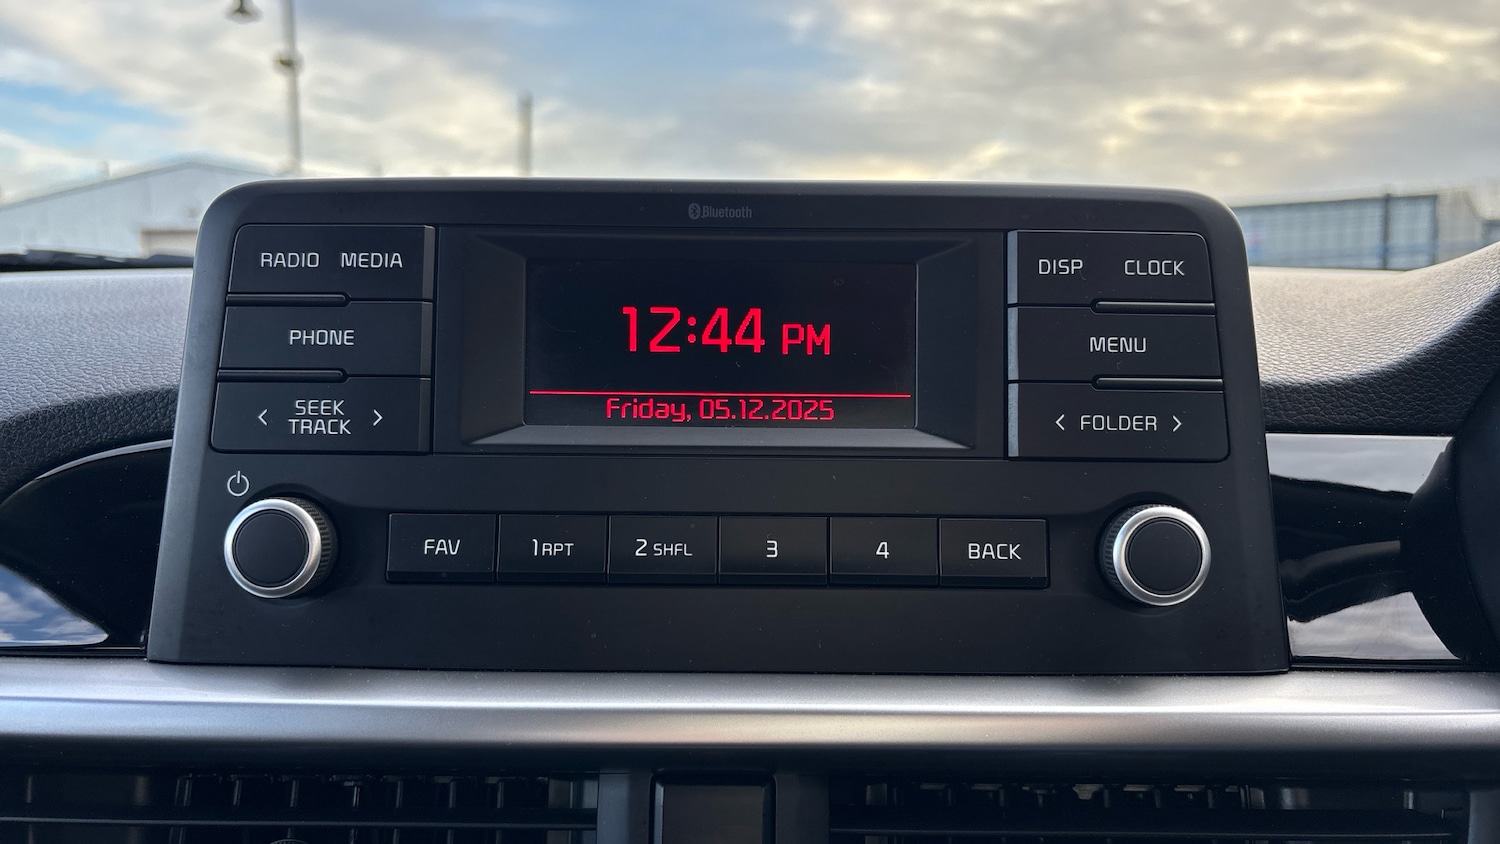 Bluetooth
RADIO MEDIA
PHONE
< SEEK TRACK >
12:44 PM
Friday, 05.12.2025
DISP CLOCK
MENU
< FOLDER >
FAV
1 RPT
2 SHFL
3
4
BACK